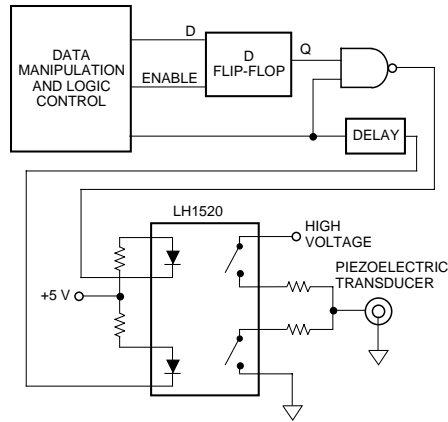 DATA
MANIPULATION
AND LOGIC
CONTROL
D
ENABLE
D
FLIP-FLOP
Q
DELAY
LH1520
HIGH
VOLTAGE
PIEZOELECTRIC
TRANSDUCER
+5 V